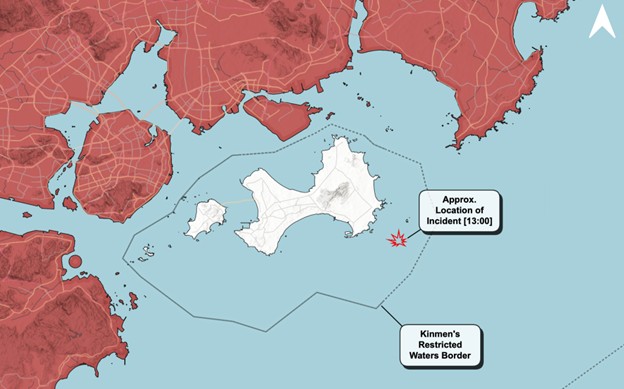 Approx.
Location of
Incident [13:00]
Kinmen's
Restricted
Waters Border